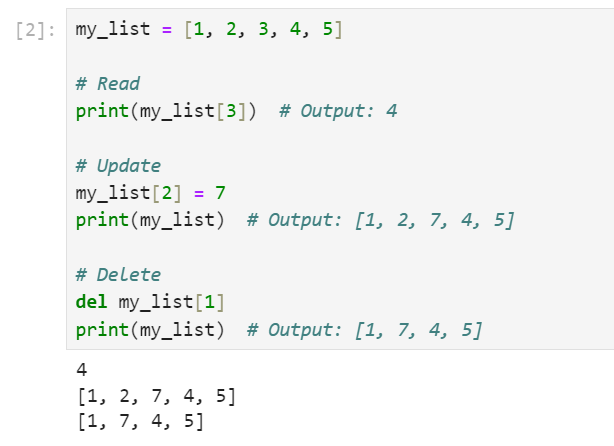 [2]: my_list = [1, 2, 3, 4, 5]
# Read
print(my_list[3])  # Output: 4
# Update
my_list[2] = 7
print(my_list)  # Output: [1, 2, 7, 4, 5]
# Delete
del my_list[1]
print(my_list)  # Output: [1, 7, 4, 5]
4
[1, 2, 7, 4, 5]
[1, 7, 4, 5]